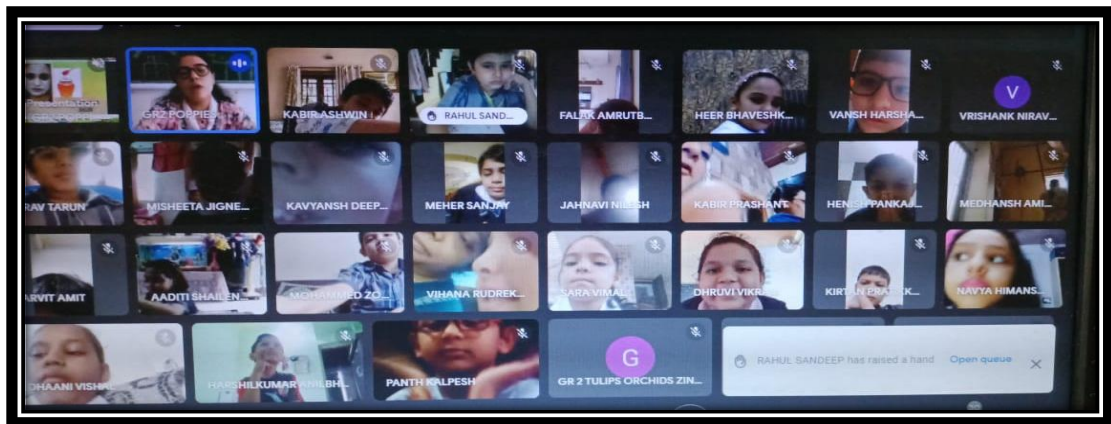 Presentation
GR2 POPPIE...
KABIR ASHWIN
RAHUL SAND...
FALAK AMRUTB...
HEER BHAVESHK...
VANSH HARSHA...
V
VRISHANK NIRAV...
RAV TARUN
MISHEETA JIGNE...
KAVYANSH DEEP...
MEHER SANJAY
JAHNAVI NILESH
KABIR PRASHANT
HENISH PANKAJ...
MEDHANSH AMI...
ARVIT AMIT
AADITI SHAILEN...
MOHAMMED ZO...
VIHANA RUDREK...
SARA VIMAL
DHRUVI VIKRA...
KIRTAN PRATIK...
NAVYA HIMANS...
DHAANI VISHAL
HARSHILKUMAR ANILBH...
PANTH KALPESH
G
GR 2 TULIPS ORCHIDS ZIN...
RAHUL SANDEEP has raised a hand Open queue